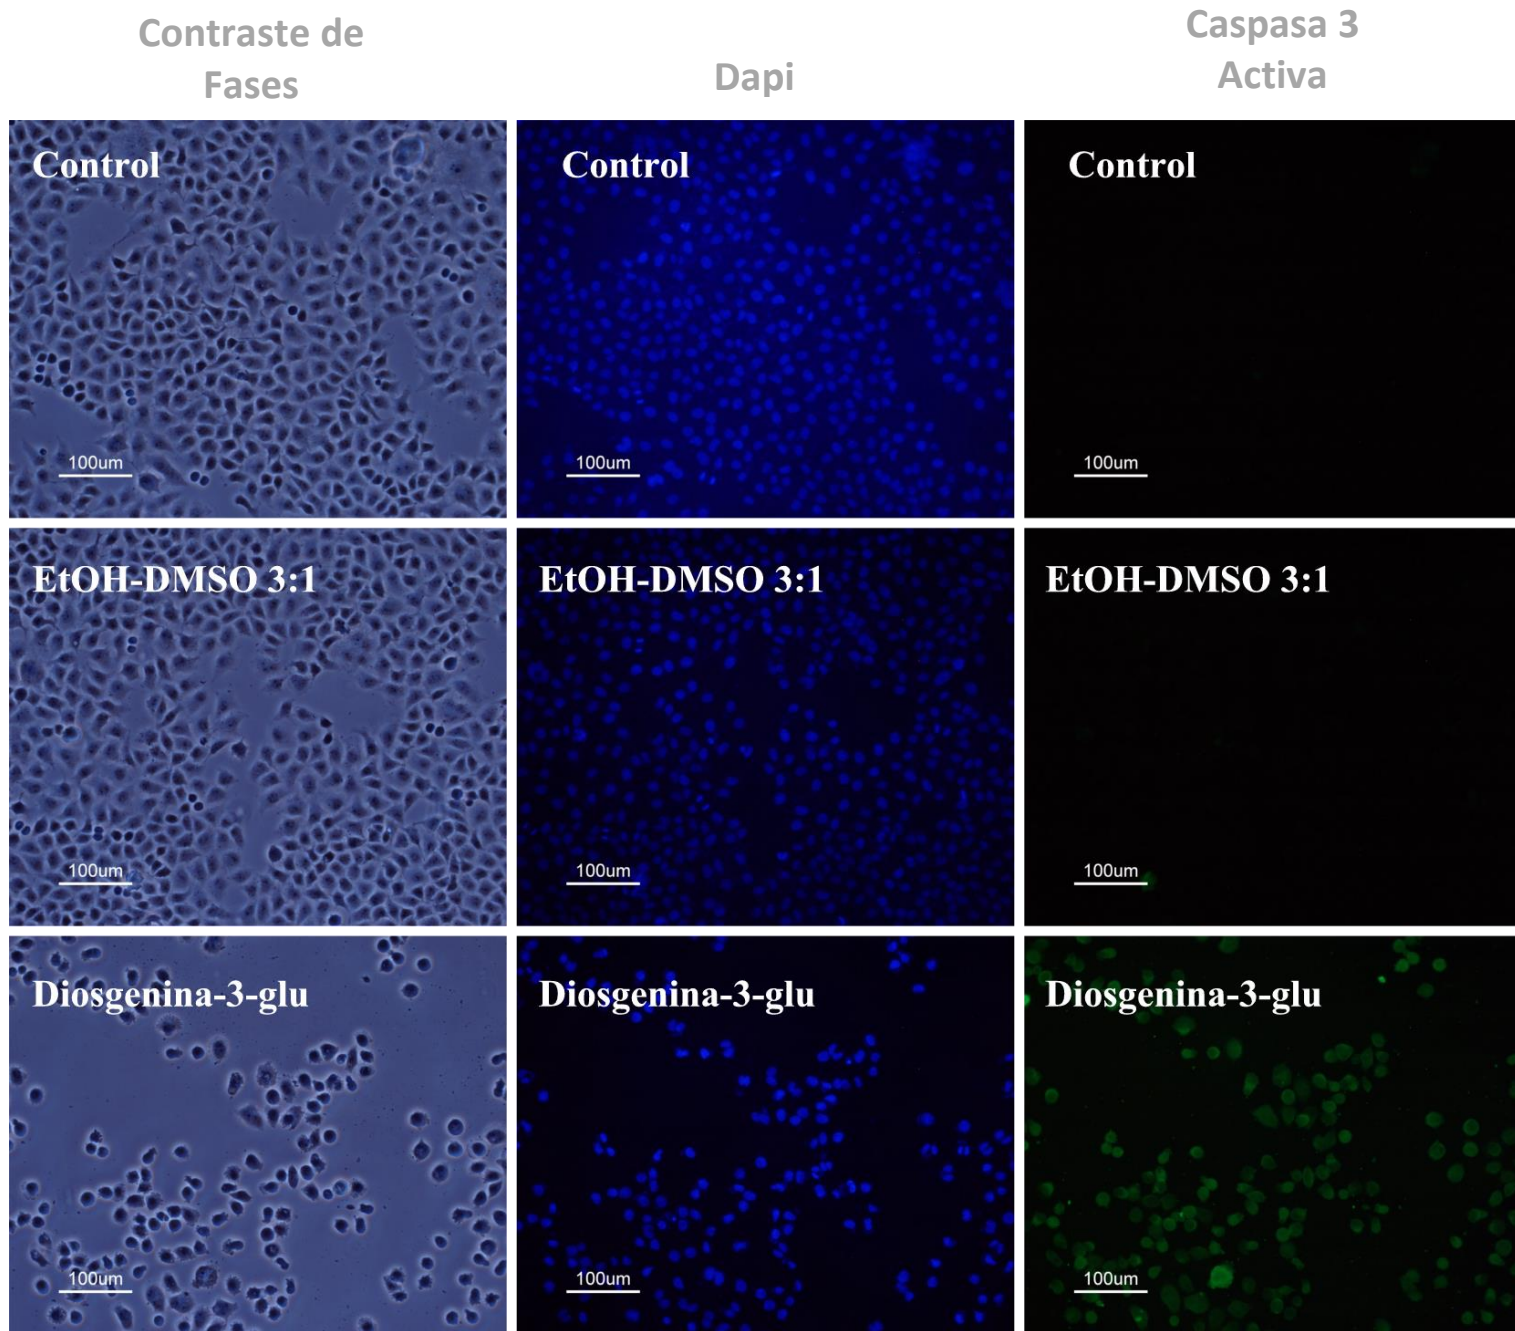 Contraste de
Fases
Dapi
Caspasa 3
Activa
Control
Control
Control
100um
100um
100um
EtOH-DMSO 3:1
EtOH-DMSO 3:1
EtOH-DMSO 3:1
100um
100um
100um
Diosgenina-3-glu
Diosgenina-3-glu
Diosgenina-3-glu
100um
100um
100um